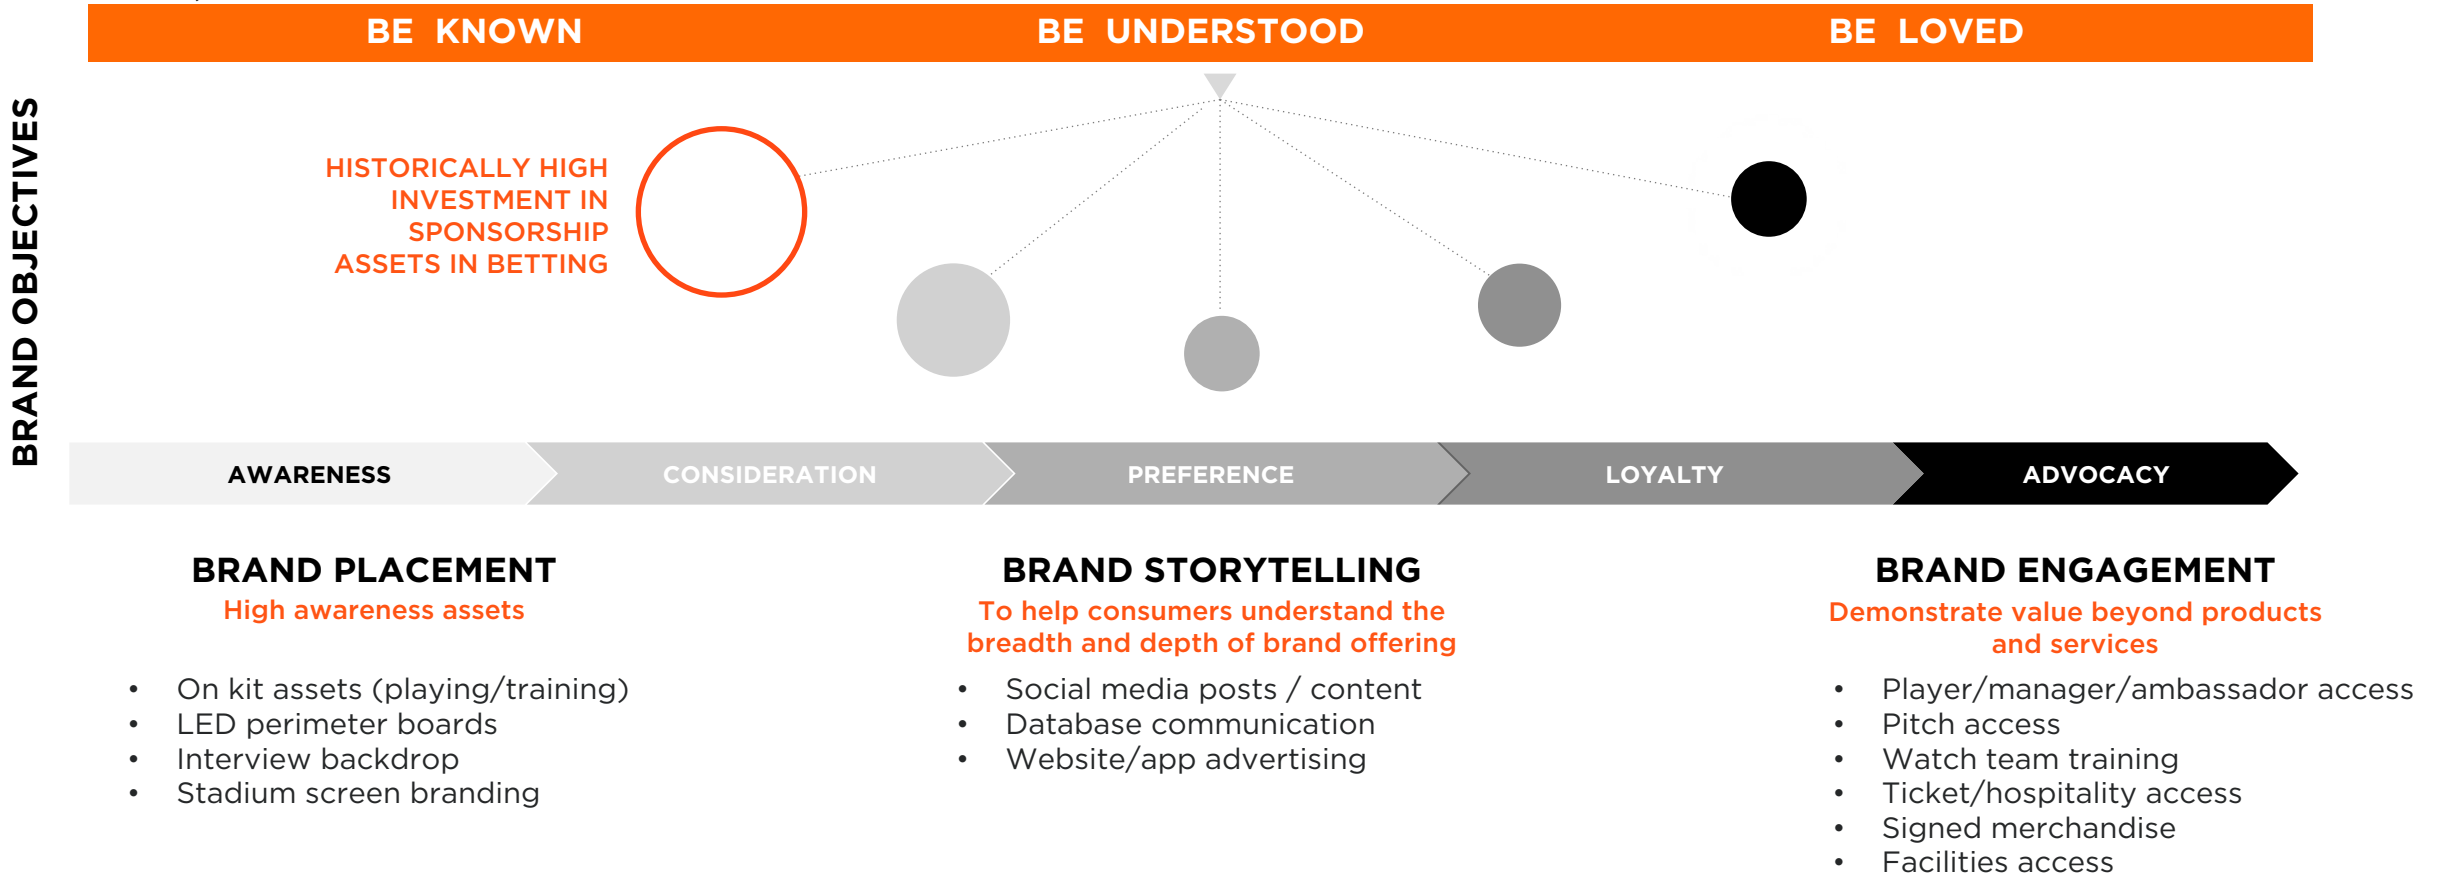 BE KNOWN
BE UNDERSTOOD
BE LOVED
BRAND OBJECTIVES
HISTORICALLY HIGH
INVESTMENT IN
SPONSORSHIP
ASSETS IN BETTING
AWARENESS
CONSIDERATION
PREFERENCE
LOYALTY
ADVOCACY
BRAND PLACEMENT
High awareness assets
• On kit assets (playing/training)
• LED perimeter boards
• Interview backdrop
• Stadium screen branding
BRAND STORYTELLING
To help consumers understand the
breadth and depth of brand offering
• Social media posts / content
• Database communication
• Website/app advertising
BRAND ENGAGEMENT
Demonstrate value beyond products
and services
• Player/manager/ambassador access
• Pitch access
• Watch team training
• Ticket/hospitality access
• Signed merchandise
• Facilities access